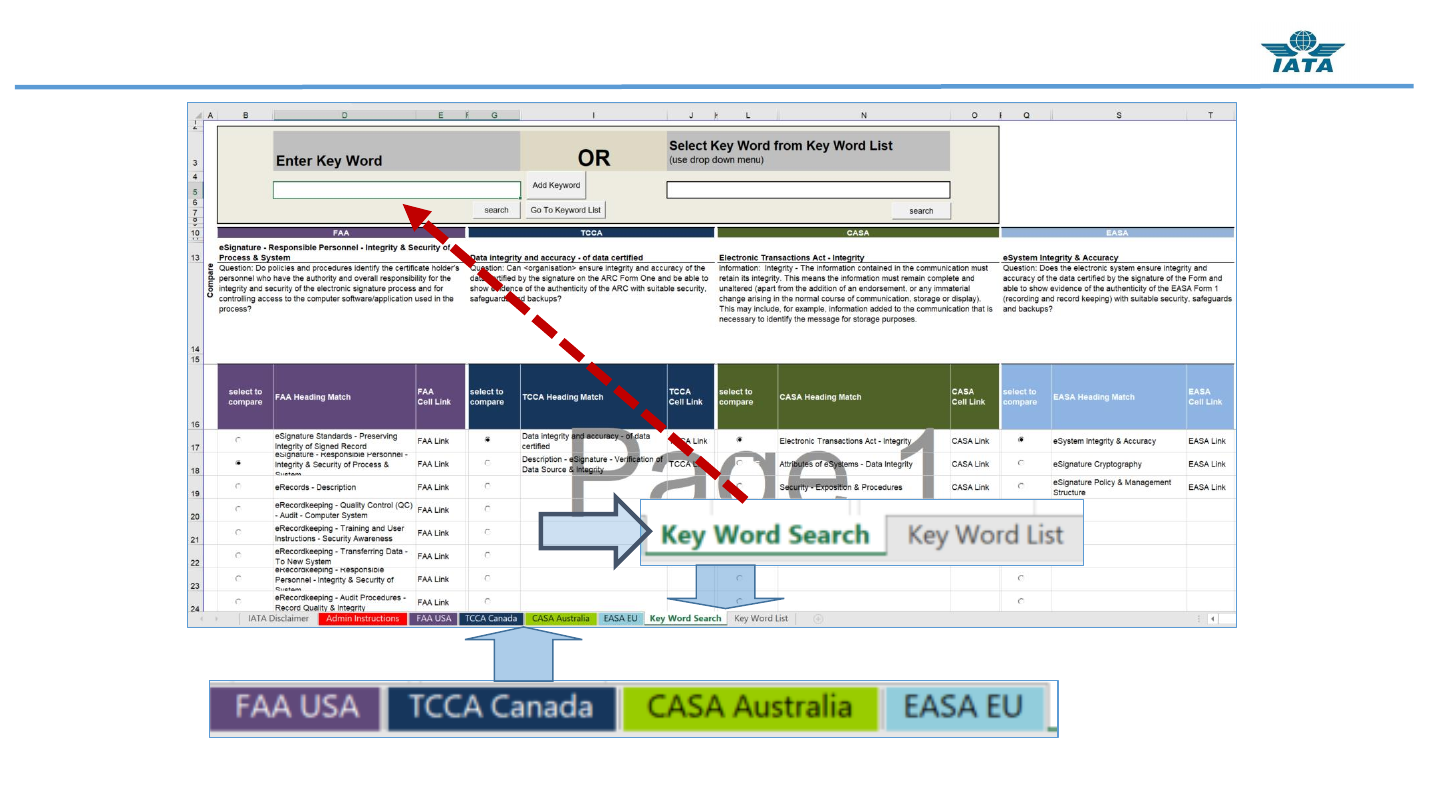 IATA
A B D E F G I J K L N O Q S T
2
3
4
5
6
7
10
13
14
15
16
17
18
19
20
21
22
23
24
Enter Key Word
OR
Select Key Word from Key Word List
(use drop down menu)
Add Keyword
search
Go To Keyword List
search
FAA
TCCA
CASA
EASA
Compare
eSignature - Responsible Personnel - Integrity & Security of
Process & System
Question: Do policies and procedures identify the certificate holder's
personnel who have the authority and overall responsibility for the
integrity and security of the electronic signature process and for
controlling access to the computer software/application used in the
process?
Data integrity and accuracy - of data certified
Question: Can <organisation> ensure integrity and accuracy of the
data certified by the signature on the ARC Form One and be able to
show evidence of the authenticity of the ARC with suitable security,
safeguards and backups?
Electronic Transactions Act - Integrity
Information: Integrity - The information contained in the communication must
retain its integrity. This means the information must remain complete and
unaltered (apart from the addition of an endorsement, or any immaterial
change arising in the normal course of communication, storage or display).
This may include, for example, information added to the communication that is
necessary to identify the message for storage purposes.
eSystem Integrity & Accuracy
Question: Does the electronic system ensure integrity and
accuracy of the data certified by the signature of the Form and
able to show evidence of the authenticity of the EASA Form 1
(recording and record keeping) with suitable security, safeguards
and backups?
select to
compare
FAA Heading Match
FAA
Cell Link
select to
compare
TCCA Heading Match
TCCA
Cell Link
select to
compare
CASA Heading Match
CASA
Cell Link
select to
compare
EASA Heading Match
EASA
Cell Link
eSignature Standards - Preserving
Integrity of Signed Record
FAA Link
Data integrity and accuracy - of data
certified
TCCA Link
Electronic Transactions Act - Integrity
CASA Link
eSystem Integrity & Accuracy
EASA Link
eSignature - Responsible Personnel -
Integrity & Security of Process &
System
FAA Link
Description - eSignature - Verification of
Data Source & Integrity
TCCA Link
Attributes of eSystems - Data Integrity
CASA Link
eSignature Cryptography
EASA Link
eRecords - Description
FAA Link
Security - Exposition & Procedures
CASA Link
eSignature Policy & Management
Structure
EASA Link
Page 1
eRecordkeeping - Quality Control (QC)
- Audit - Computer System
FAA Link
eRecordkeeping - Training and User
Instructions - Security Awareness
FAA Link
eRecordkeeping - Transferring Data -
To New System
FAA Link
eRecordkeeping - Responsible
Personnel - Integrity & Security of
System
FAA Link
eRecordkeeping - Audit Procedures -
Record Quality & Integrity
FAA Link
Key Word Search
Key Word List
IATA Disclaimer Admin Instructions FAA USA TCCA Canada CASA Australia EASA EU Key Word Search Key Word List
FAA USA TCCA Canada CASA Australia EASA EU